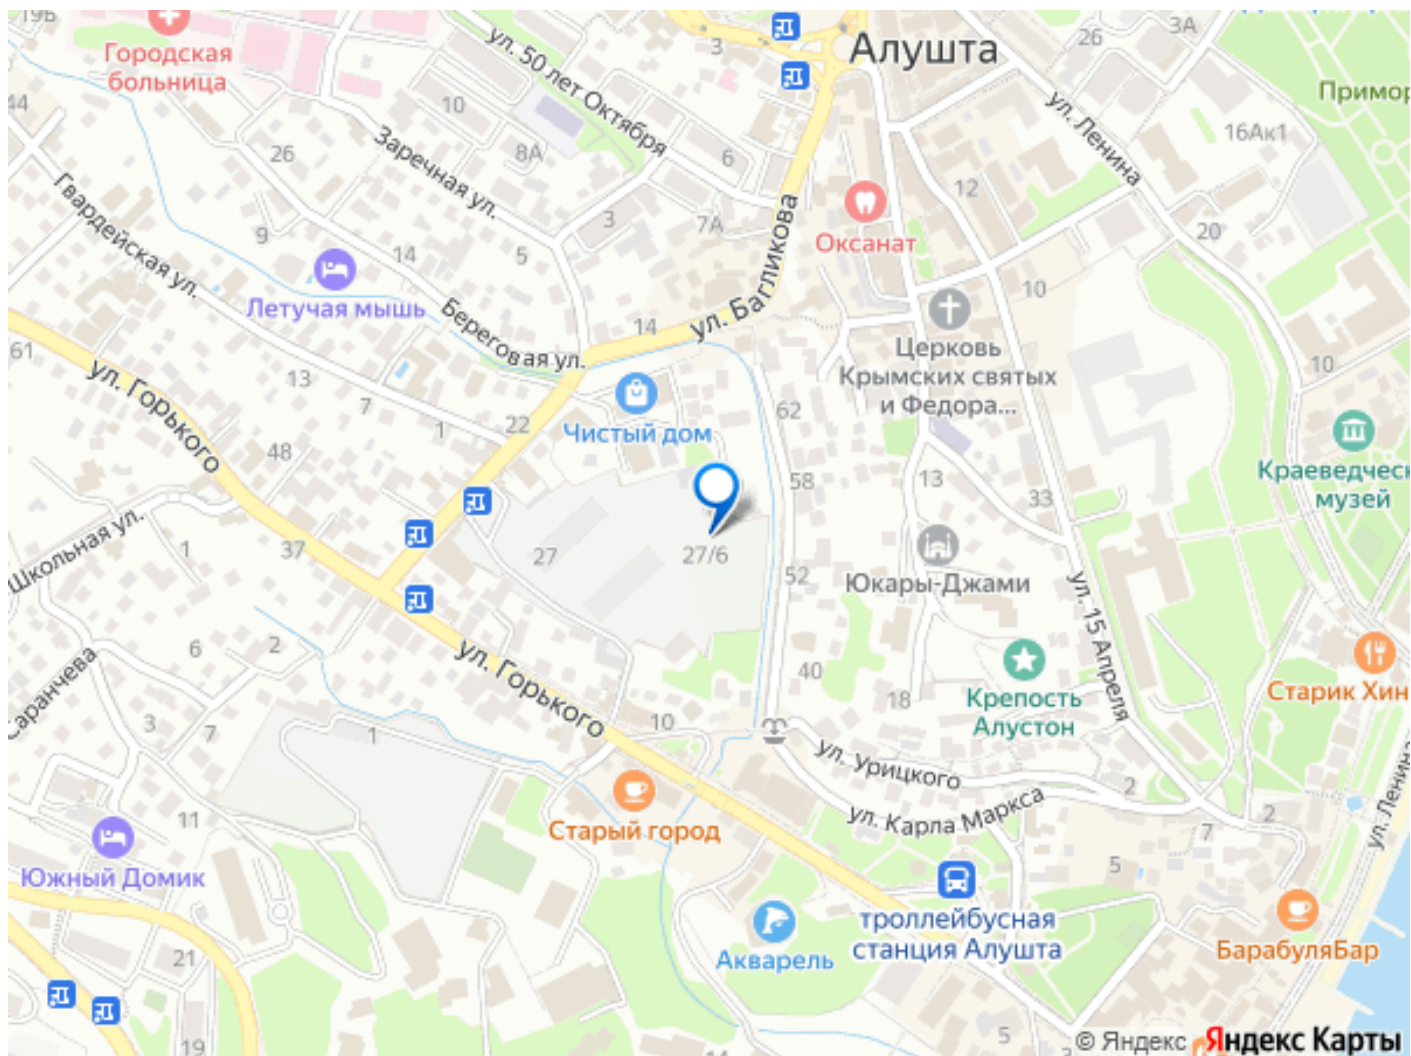 19Б
Городская
больница
44
ул. 50 лет Октября
3
Алушта
26
3А
Примор
ул. Ленина
16Ак1
10
Заречная ул.
8А
6
26
12
Гвардейская ул.
9
14
5
3
7А
ул. Багликова
Оксанат
20
Летучая мышь
Береговая ул.
14
10
Церковь
Крымских святых
и Федора...
10
61
ул. Горького
13
7
1
22
Чистый дом
62
48
58
13
33
Краеведческ
музей
Школьная ул.
1
37
27
27/6
52
Юкары-Джами
ул. 15 Апреля
6
2
ул. Горького
40
18
Крепость
Алустон
Старик Хин
Саранчева
3
7
1
10
ул. Урицкого
2
ул. Карла Маркса
2
7
ул. Ленина
11
Старый город
5
Южный Домик
троллейбусная
станция Алушта
Акварель
БарабуляБар
21
19
© Яндекс Яндекс Карты